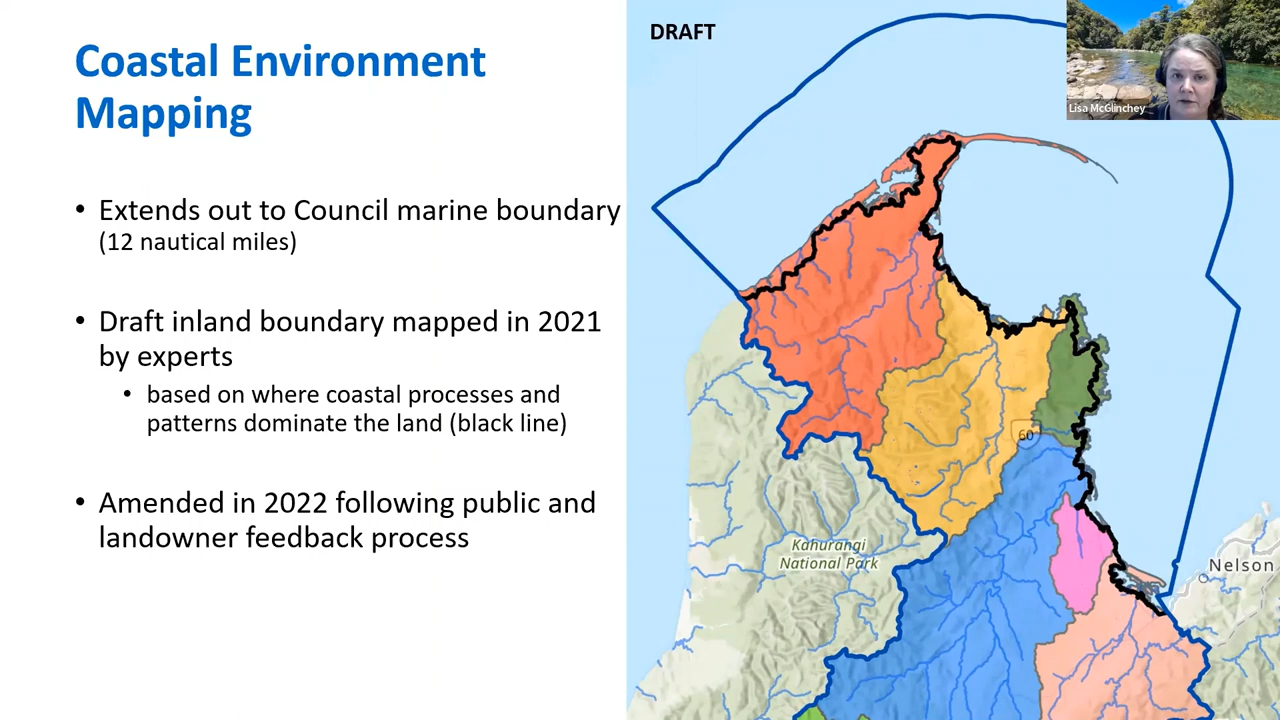 Coastal Environment
Mapping
• Extends out to Council marine boundary
(12 nautical miles)
• Draft inland boundary mapped in 2021
by experts
• based on where coastal processes and
patterns dominate the land (black line)
• Amended in 2022 following public and
landowner feedback process
DRAFT
Lisa McGlinchey
60
Kahurangi
National Park
Nelson